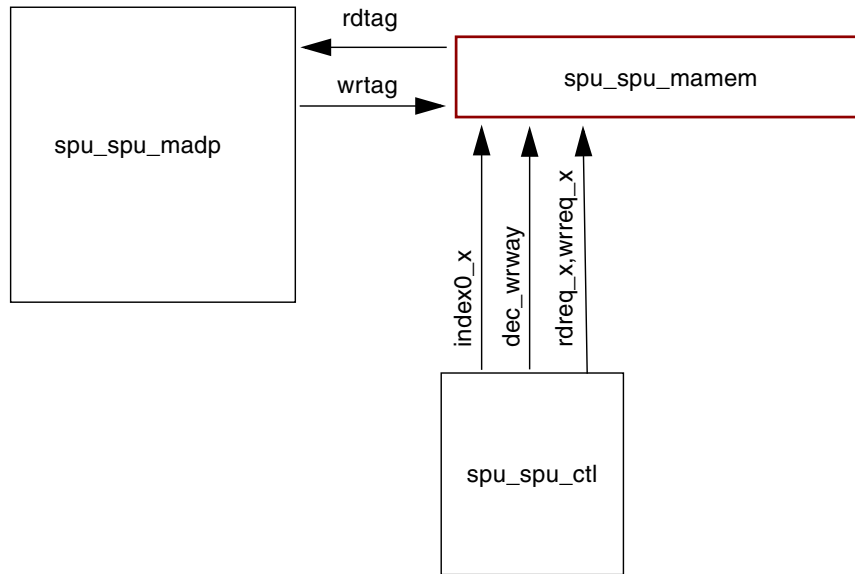 rdtag
spu_spu_mamem
wrtag
spu_spu_madp
index0_x
dec_wrway
rdreq_x,wrreq_x
spu_spu_ctl